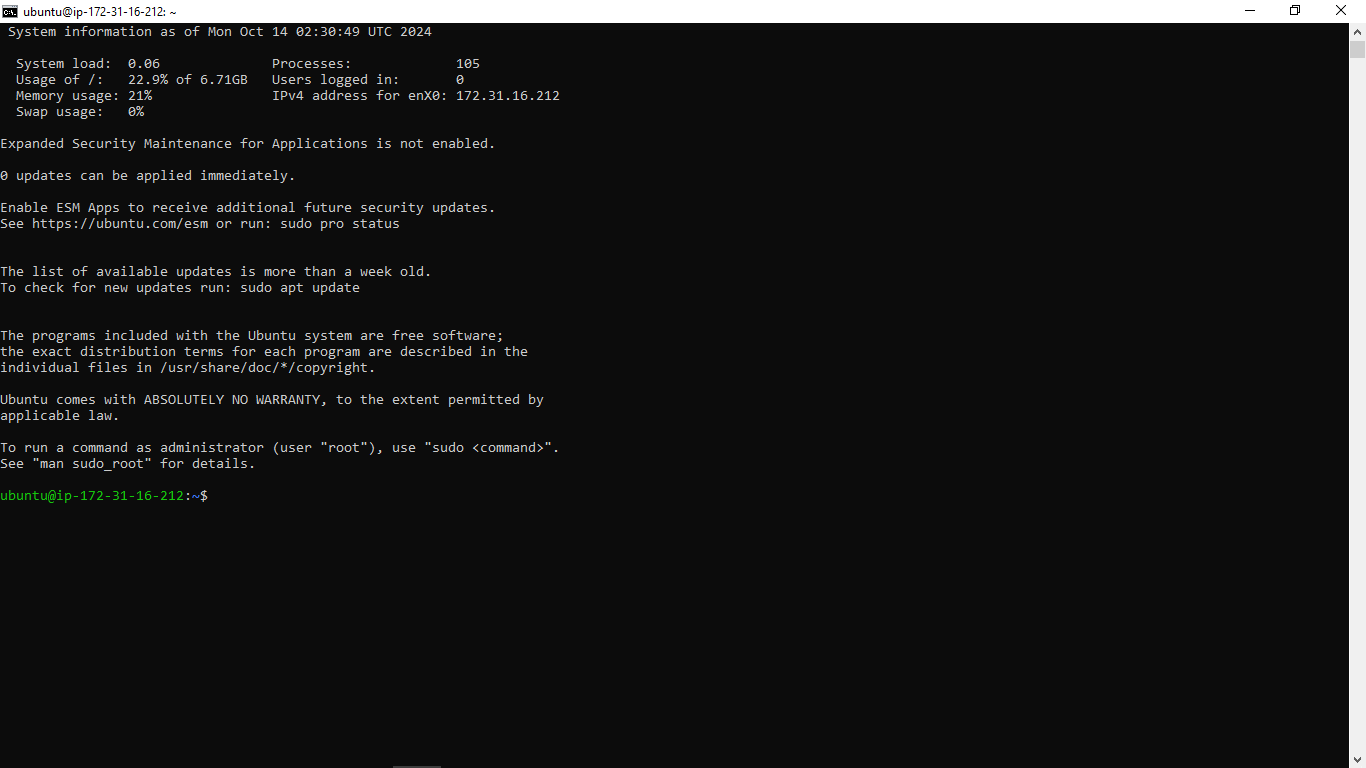 ubuntu@ip-172-31-16-212: ~
System information as of Mon Oct 14 02:30:49 UTC 2024
System load:  0.06                Processes:             105
Usage of /:   22.9% of 6.71GB   Users logged in:       0
Memory usage: 21%               IPv4 address for enX0: 172.31.16.212
Swap usage:   0%
Expanded Security Maintenance for Applications is not enabled.
0 updates can be applied immediately.
Enable ESM Apps to receive additional future security updates.
See https://ubuntu.com/esm or run: sudo pro status
The list of available updates is more than a week old.
To check for new updates run: sudo apt update
The programs included with the Ubuntu system are free software;
the exact distribution terms for each program are described in the
individual files in /usr/share/doc/*/copyright.
Ubuntu comes with ABSOLUTELY NO WARRANTY, to the extent permitted by
applicable law.
To run a command as administrator (user "root"), use "sudo <command>".
See "man sudo_root" for details.
ubuntu@ip-172-31-16-212:~$